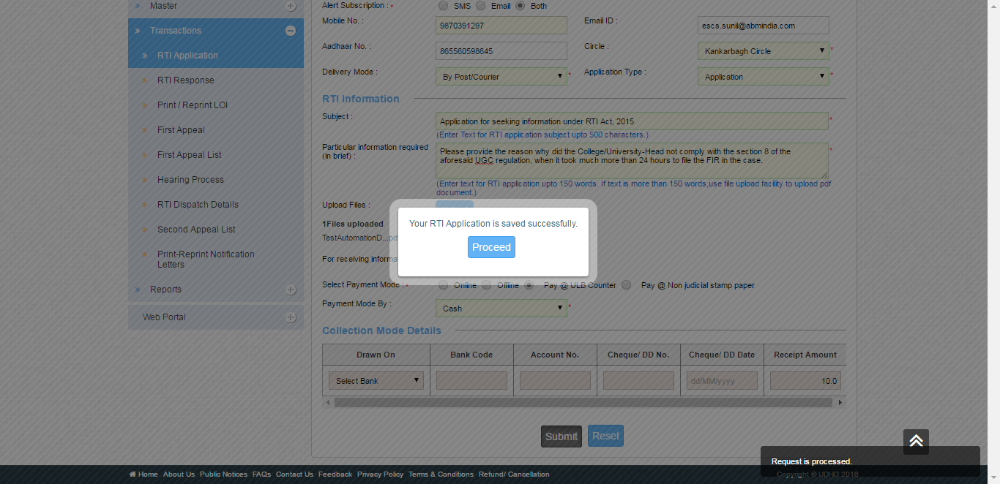 Master
Alert Subscription : *
SMS
Email
Both
Transactions
Mobile No. :
9870391297
Email ID :
escs.sunil@abmindia.com
RTI Application
Aadhaar No. :
865560598645
Circle :
Kankarbagh Circle
*
RTI Response
Delivery Mode :
By Post/Courier
*
Application Type :
Application
*
Print / Reprint LOI
First Appeal
First Appeal List
Hearing Process
RTI Dispatch Details
Second Appeal List
Print-Reprint Notification
Letters
Reports
Web Portal
RTI Information
Subject :
Application for seeking information under RTI Act, 2015
*
(Enter Text for RTI application subject upto 500 characters.)
Particular information required
(in brief) :
Please provide the reason why did the College/University-Head not comply with the section 8 of the
aforesaid UGC regulation, when it took much more than 24 hours to file the FIR in the case.
*
(Enter text for RTI application upto 150 words. If text is more than 150 words,use file upload facility to upload pdf
document.)
Upload Files :
1Files uploaded
TestAutomationD...pdf
For receiving informa
Your RTI Application is saved successfully.
Proceed
Select Payment Mode : *
Online
Offline
Pay @ ULB Counter
Pay @ Non judicial stamp paper
Payment Mode By :
Cash
*
Collection Mode Details
Drawn On
Bank Code
Account No.
Cheque/ DD No.
Cheque/ DD Date
Receipt Amount
Select Bank
dd/MM/yyyy
10.0
Submit
Reset
Request is processed.
Home About Us Public Notices FAQs Contact Us Feedback Privacy Policy Terms & Conditions Refund/ Cancellation
Copyright © UDHD 2016